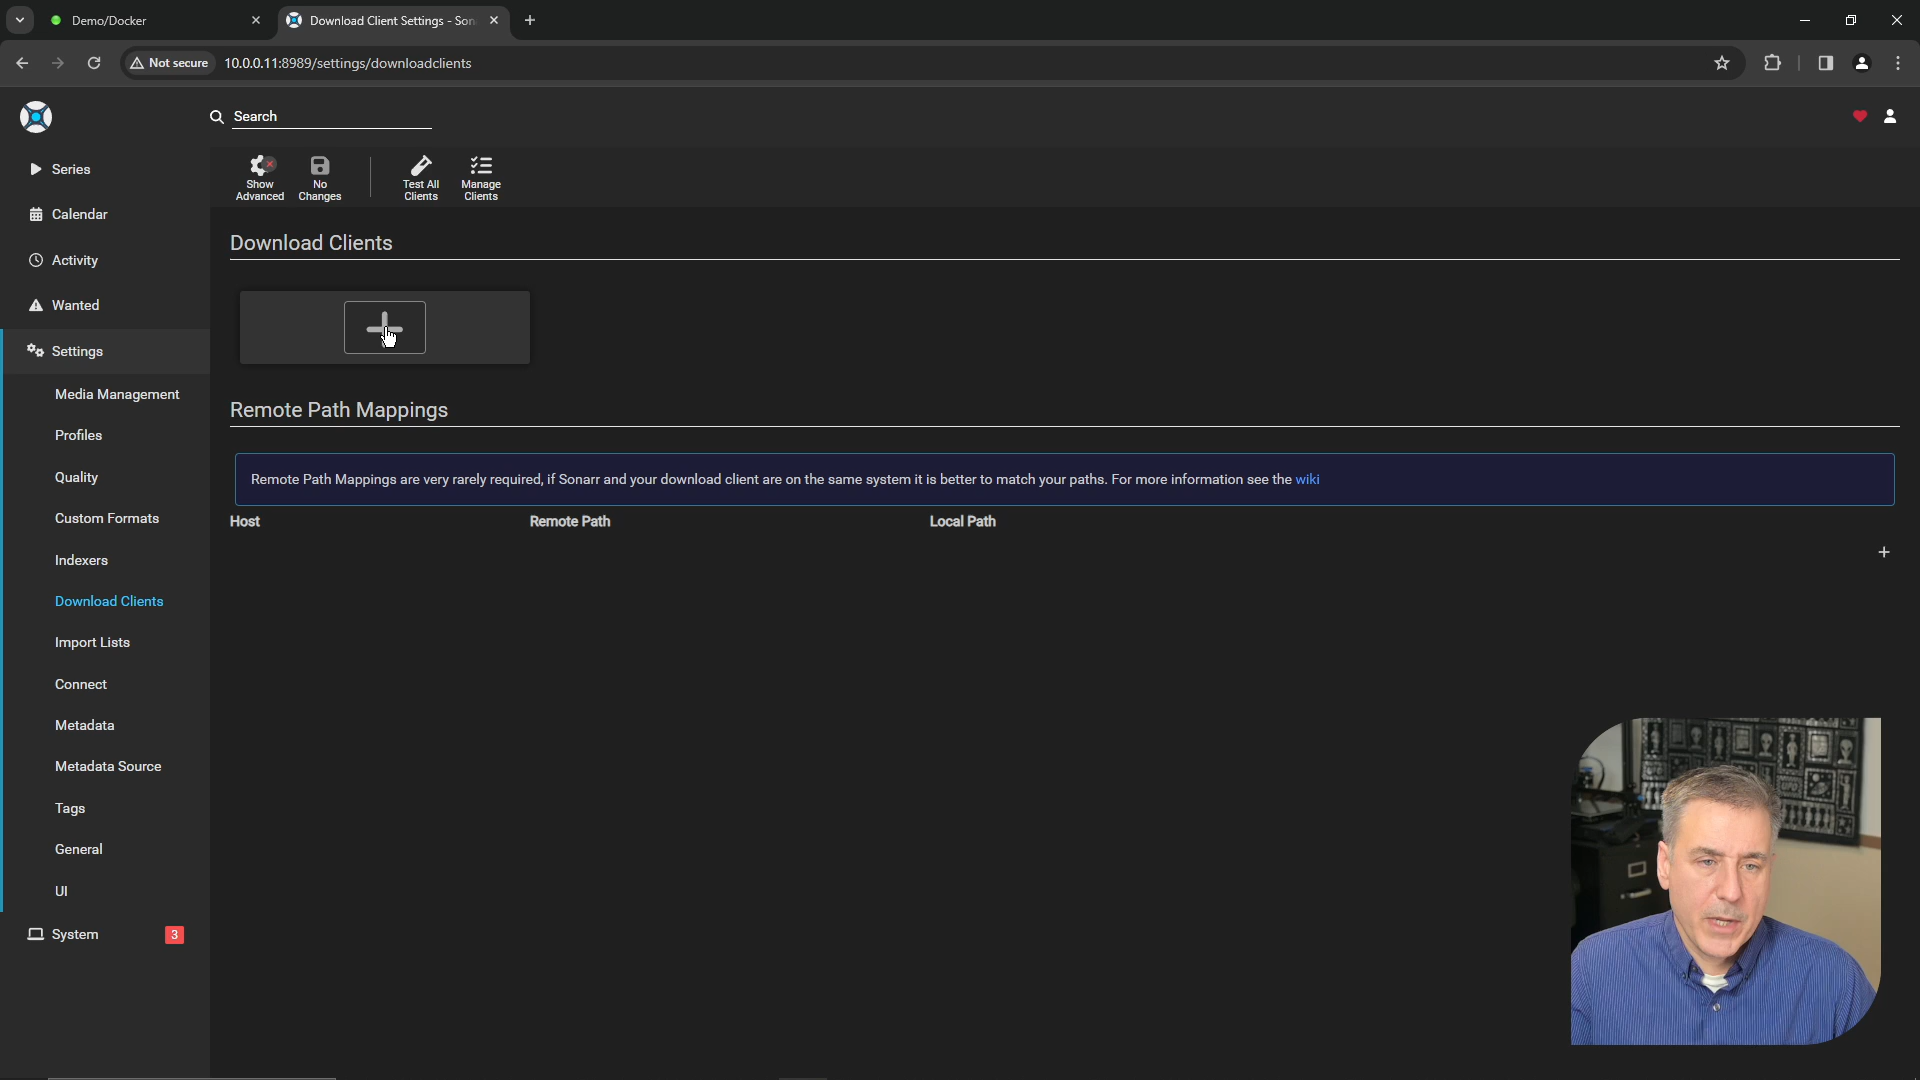 Demo/Docker
Download Client Settings - Son
Not secure
10.0.0.11:8989/settings/downloadclients
Search
Series
Calendar
Activity
Wanted
Settings
Media Management
Profiles
Quality
Custom Formats
Indexers
Download Clients
Import Lists
Connect
Metadata
Metadata Source
Tags
General
UI
System
3
Show
Advanced
No
Changes
Test All
Clients
Manage
Clients
Download Clients
Remote Path Mappings
Remote Path Mappings are very rarely required, if Sonarr and your download client are on the same system it is better to match your paths. For more information see the wiki
Host
Remote Path
Local Path